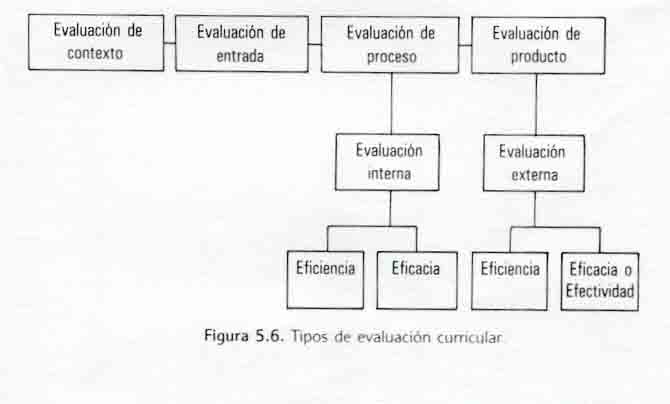 Evaluación de
contexto
Evaluación de
entrada
Evaluación de
proceso
Evaluación de
producto
Evaluación
interna
Evaluación
externa
Eficiencia
Eficacia
Eficiencia
Eficacia o
Efectividad
Figura 5.6. Tipos de evaluación curricular.